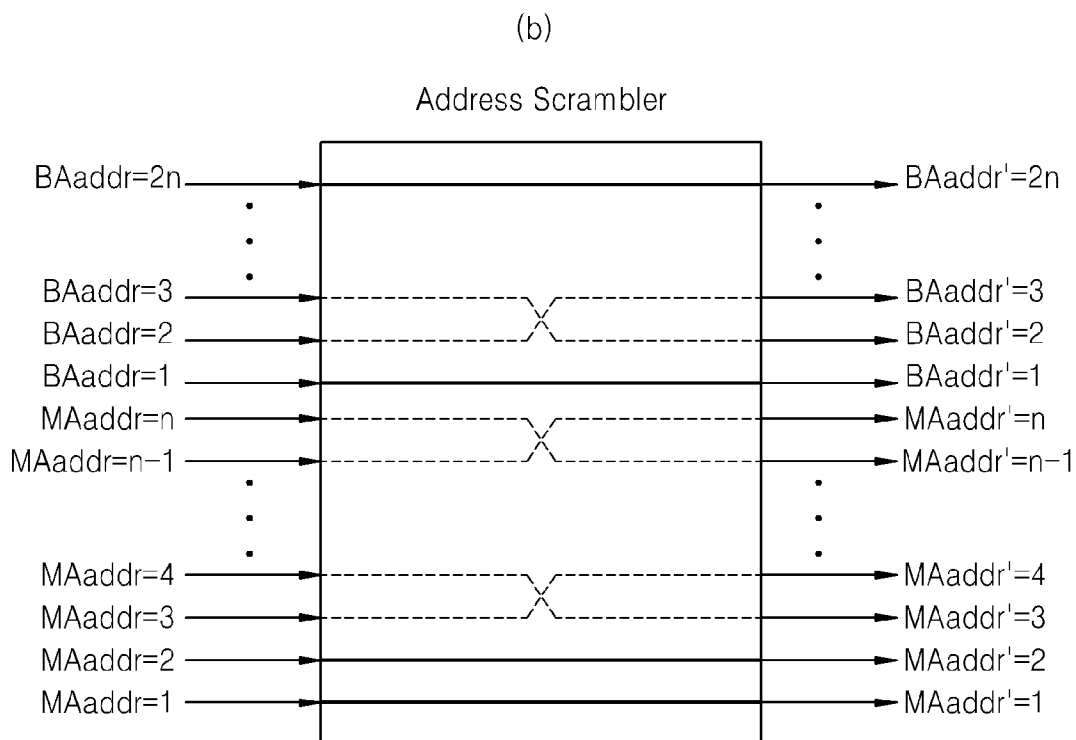 (b)
Address Scrambler
BAaddr=2n BAaddr'=2n
BAaddr=3 BAaddr'=3
BAaddr=2 BAaddr'=2
BAaddr=1 BAaddr'=1
MAaddr=n MAaddr'=n
MAaddr=n-1 MAaddr'=n-1
MAaddr=4 MAaddr'=4
MAaddr=3 MAaddr'=3
MAaddr=2 MAaddr'=2
MAaddr=1 MAaddr'=1